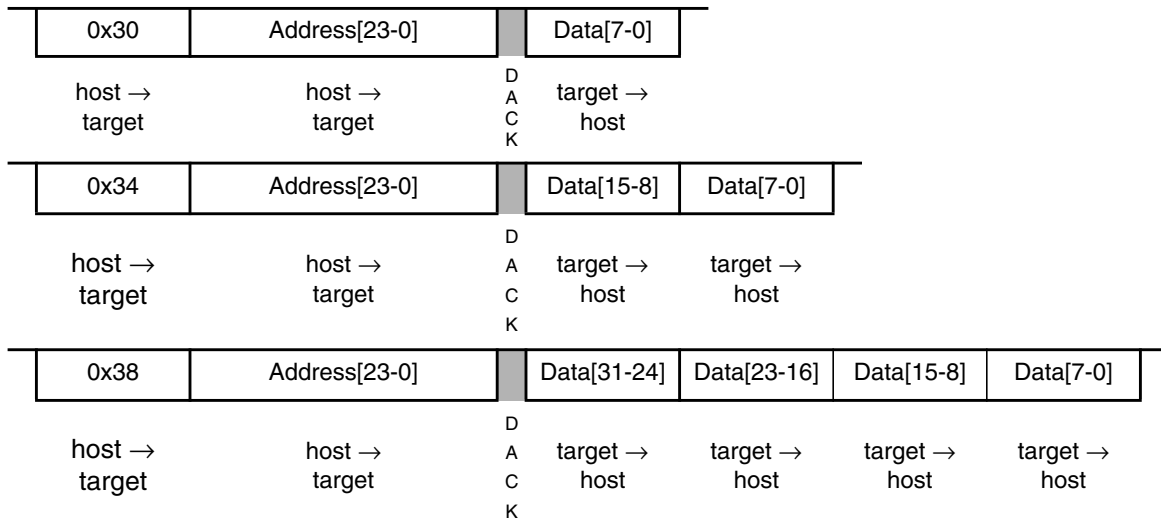 0x30 Address[23-0] Data[7-0]
host → target host → target D A C K target → host
0x34 Address[23-0] Data[15-8] Data[7-0]
host → target host → target D A C K target → host target → host
0x38 Address[23-0] Data[31-24] Data[23-16] Data[15-8] Data[7-0]
host → target host → target D A C K target → host target → host target → host target → host